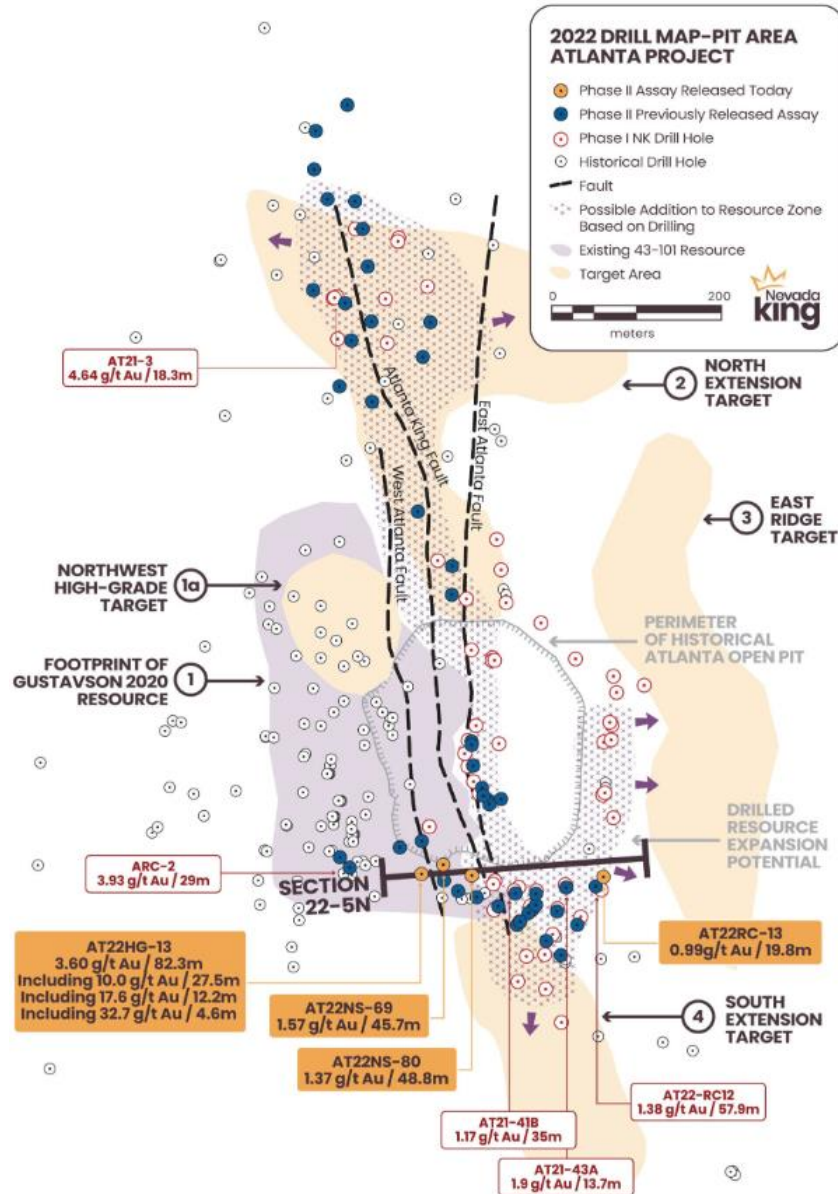 2022 DRILL MAP-PIT AREA
ATLANTA PROJECT
Phase II Assay Released Today
Phase II Previously Released Assay
Phase I NK Drill Hole
Historical Drill Hole
Fault
Possible Addition to Resource Zone
Based on Drilling
Existing 43-101 Resource
Target Area
0 200
meters
Nevada
king
AT21-3
4.64 g/t Au / 18.3m
2 NORTH
EXTENSION
TARGET
Atlanta King Fault
East Atlanta Fault
West Atlanta Fault
3 EAST
RIDGE
TARGET
NORTHWEST
HIGH-GRADE
TARGET
1a
FOOTPRINT OF
GUSTAVSON 2020
RESOURCE
1
PERIMETER
OF HISTORICAL
ATLANTA OPEN PIT
DRILLED
RESOURCE
EXPANSION
POTENTIAL
ARC-2
3.93 g/t Au / 29m
SECTION
22-5N
AT22HG-13
3.60 g/t Au / 82.3m
Including 10.0 g/t Au / 27.5m
Including 17.6 g/t Au / 12.2m
Including 32.7 g/t Au / 4.6m
AT22RC-13
0.99g/t Au / 19.8m
AT22NS-69
1.57 g/t Au / 45.7m
4 SOUTH
EXTENSION
TARGET
AT22NS-80
1.37 g/t Au / 48.8m
AT22-RC12
1.38 g/t Au / 57.9m
AT21-41B
1.17 g/t Au / 35m
AT21-43A
1.9 g/t Au / 13.7m